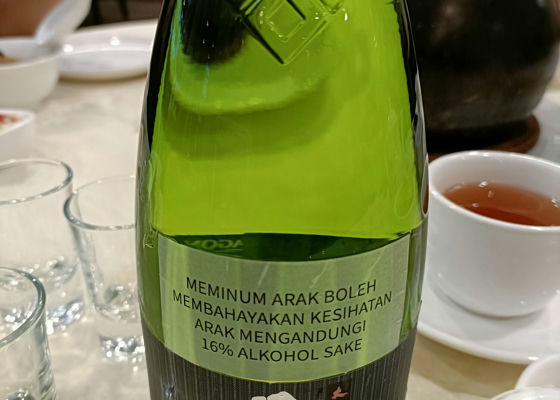 MEMINUM ARAK BOLEH
MEMBAHAYAKAN KESIHATAN
ARAK MENGANDUNGI
16% ALKOHOL SAKE